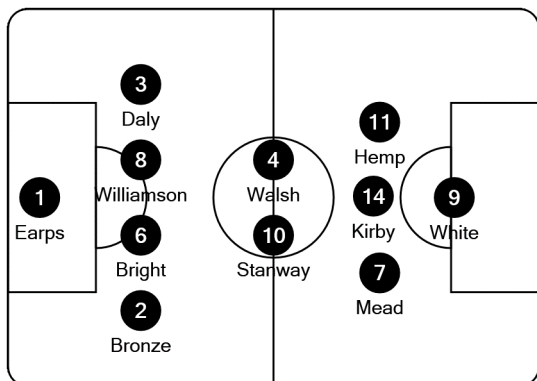 1
Earps
3
Daly
8
Williamson
6
Bright
2
Bronze
4
Walsh
10
Stanway
11
Hemp
14
Kirby
7
Mead
9
White